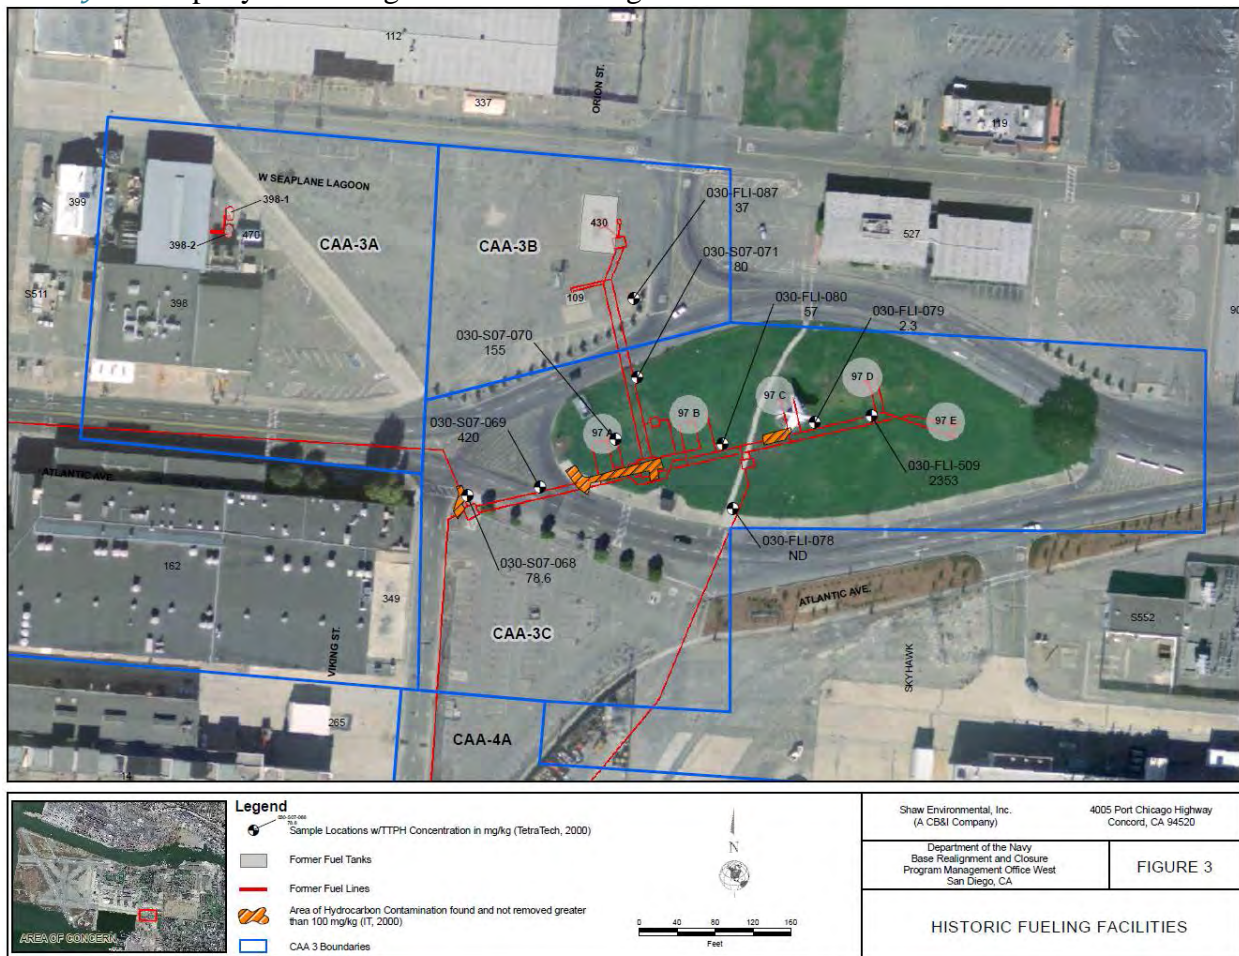 112
337
ORION ST.
119
399
W SEAPLANE LAGOON
398-1
398-2
470
CAA-3A
CAA-3B
430
030-FLI-087
37
527
S511
398
109
030-S07-071
80
030-FLI-080
57
030-FLI-079
2.3
90
030-S07-070
155
97 D
97 C
97 B
97 A
97 E
030-S07-069
420
ATLANTIC AVE.
030-FLI-509
2353
030-FLI-078
ND
030-S07-068
78.6
162
349
CAA-3C
ATLANTIC AVE.
S552
VIKING ST.
SKYHAWK
265
CAA-4A
14
Legend
030-S07-068
78.6
Sample Locations w/TTPH Concentration in mg/kg (TetraTech, 2000)
Former Fuel Tanks
Former Fuel Lines
Area of Hydrocarbon Contamination found and not removed greater
than 100 mg/kg (IT, 2000)
CAA 3 Boundaries
AREA OF CONCERN
N
0 40 80 120 160
Feet
Shaw Environmental, Inc.
(A CB&I Company)
4005 Port Chicago Highway
Concord, CA 94520
Department of the Navy
Base Realignment and Closure
Program Management Office West
San Diego, CA
FIGURE 3
HISTORIC FUELING FACILITIES